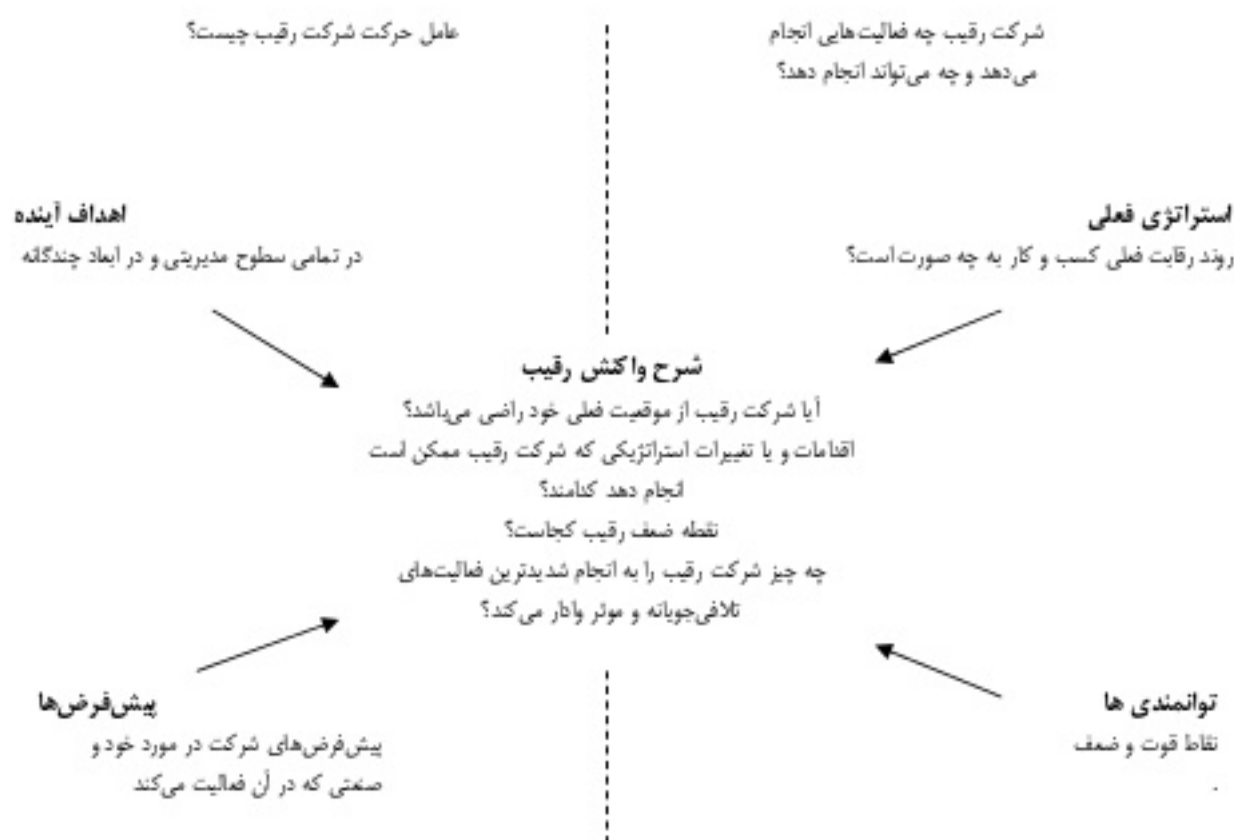 شرکت رقیب چه فعالیت‌هایی انجام
می‌دهد و چه می‌تواند انجام دهد؟
عامل حرکت شرکت رقیب چیست؟
استراتژی فعلی
روند رقابت فعلی کسب و کار به چه صورت است؟
اهداف آینده
در تمامی سطوح مدیریتی و در ابعاد چندگانه
شرح واکنش رقیب
آیا شرکت رقیب از موقعیت فعلی خود راضی می‌باشد؟
اقدامات و یا تغییرات استراتژیکی که شرکت رقیب ممکن است
انجام دهد کدامند؟
نقطه ضعف رقیب کجاست؟
چه چیز شرکت رقیب را به انجام شدیدترین فعالیت‌های
تلافی‌جویانه و موثر وادار می‌کند؟
توانمندی ها
نقاط قوت و ضعف
.
پیش‌فرض‌ها
پیش‌فرض‌های شرکت در مورد خود و
صنعتی که در آن فعالیت می‌کند